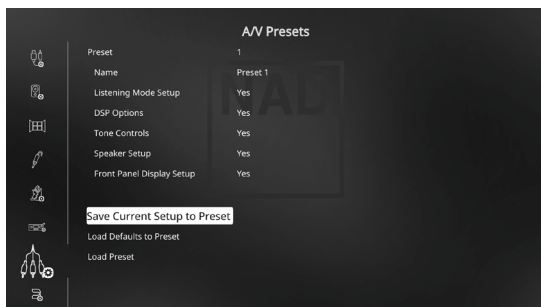 A/V Presets
Preset 1
Name Preset 1
Listening Mode Setup Yes
DSP Options Yes
Tone Controls Yes
Speaker Setup Yes
Front Panel Display Setup Yes
Save Current Setup to Preset
Load Defaults to Preset
Load Preset
NAD